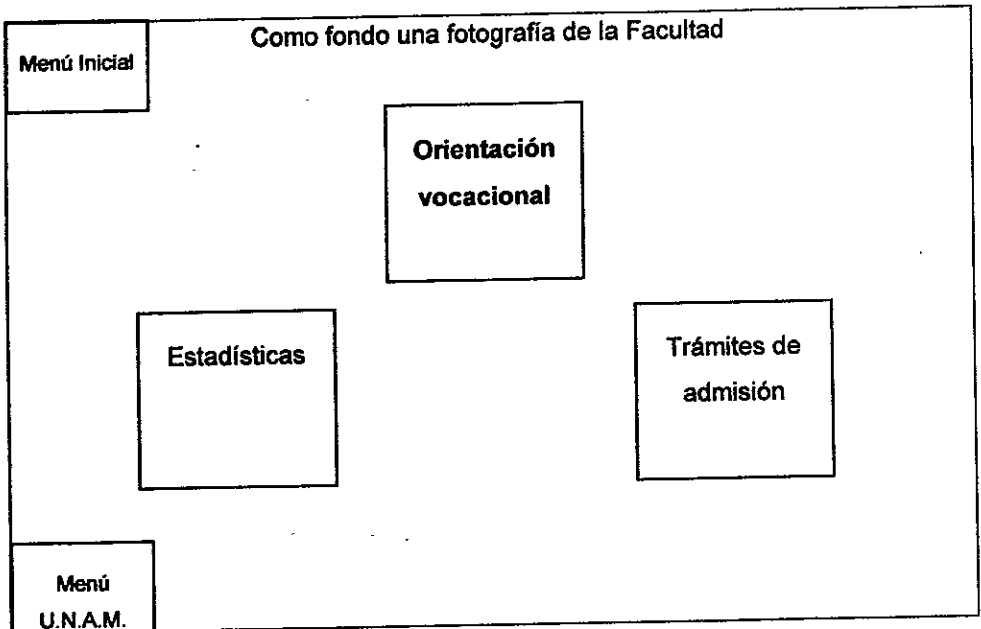 Como fondo una fotografía de la Facultad
Menú Inicial
Orientación
vocacional
Estadísticas
Trámites de
admisión
Menú
U.N.A.M.